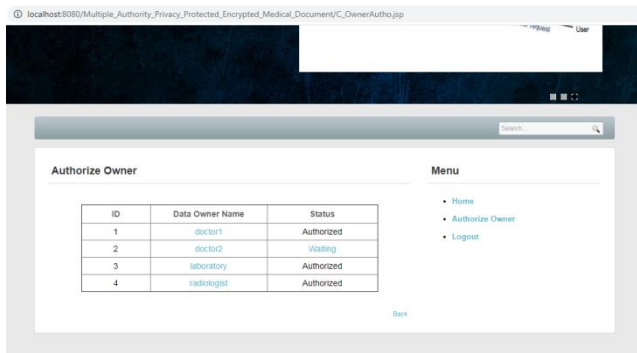 localhost:8080/Multiple_Authority_Privacy_Protected_Encrypted_Medical_Document/C_OwnerAutho.jsp
request User
Search...
Authorize Owner
Menu
Home
Authorize Owner
Logout
ID Data Owner Name Status
1 doctor1 Authorized
2 doctor2 Waiting
3 laboratory Authorized
4 radiologist Authorized
Back